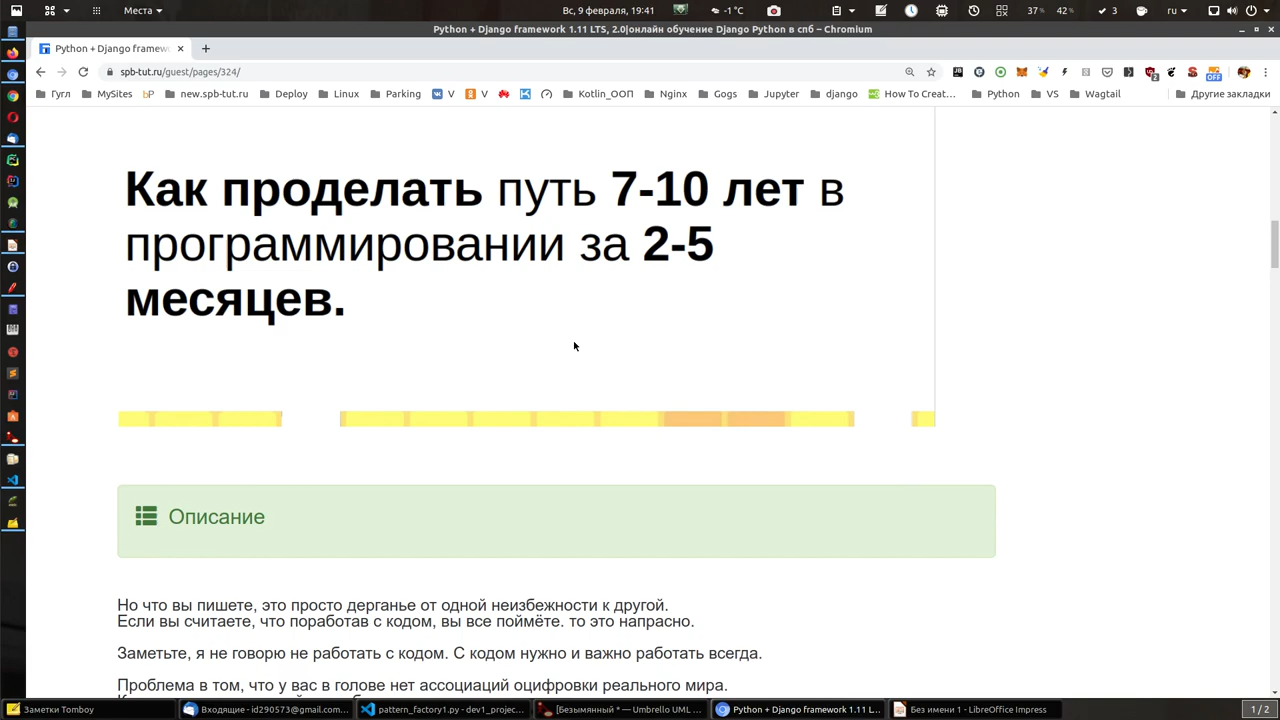 Места
Вс, 9 февраля, 19:41
-1 °C
37 %
42 %
3
ru
Python + Django framework 1.11 LTS, 2.0|онлайн обучение Django Python в спб – Chromium
Python + Django framew
spb-tut.ru/guest/pages/324/
2
OFF
Гугл
MySites
bP
new.spb-tut.ru
Deploy
Linux
Parking
V
V
Kotlin_ООП
Nginx
Gogs
Jupyter
django
How To Creat…
Python
VS
Wagtail
Другие закладки
Как проделать путь 7-10 лет в
программировании за 2-5
месяцев.
Описание
Но что вы пишете, это просто дерганье от одной неизбежности к другой.
Если вы считаете, что поработав с кодом, вы все поймёте. то это напрасно.
Заметьте, я не говорю не работать с кодом. С кодом нужно и важно работать всегда.
Проблема в том, что у вас в голове нет ассоциаций оцифровки реального мира.
Заметки Tomboy
Входящие - id290573@gmail.com…
pattern_factory1.py - dev1_projec…
[Безымянный * — Umbrello UML …
Python + Django framework 1.11 L…
Без имени 1 - LibreOffice Impress
1 / 2